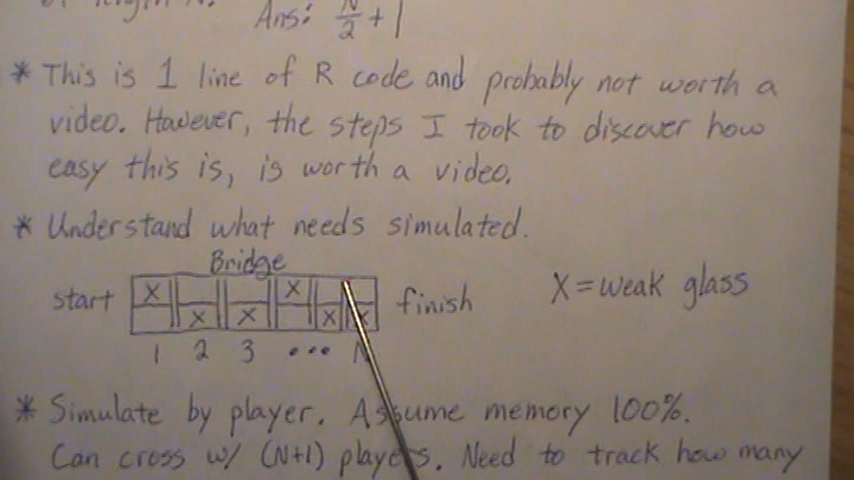 of length N.
Ans: N/2 + 1
* This is 1 line of R code and probably not worth a
video. However, the steps I took to discover how
easy this is, is worth a video.
* Understand what needs simulated.
Bridge
start X X X X X X finish X = weak glass
1 2 3 ... N
* Simulate by player. Assume memory 100%.
Can cross w/ (N+1) players. Need to track how many